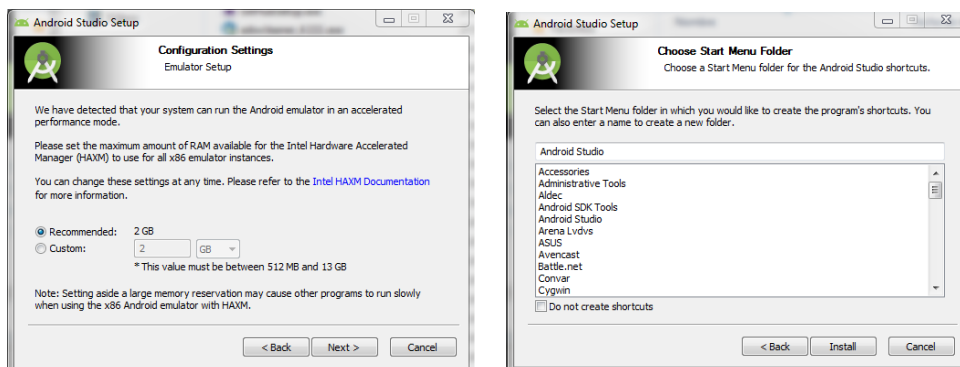 Android Studio Setup
Configuration Settings
Emulator Setup
We have detected that your system can run the Android emulator in an accelerated
performance mode.
Please set the maximum amount of RAM available for the Intel Hardware Accelerated
Manager (HAXM) to use for all x86 emulator instances.
You can change these settings at any time. Please refer to the Intel HAXM Documentation
for more information.
Recommended: 2 GB
Custom: 2 GB
* This value must be between 512 MB and 13 GB
Note: Setting aside a large memory reservation may cause other programs to run slowly
when using the x86 Android emulator with HAXM.
< Back Next > Cancel
Android Studio Setup
Choose Start Menu Folder
Choose a Start Menu folder for the Android Studio shortcuts.
Select the Start Menu folder in which you would like to create the program's shortcuts. You
can also enter a name to create a new folder.
Android Studio
Accessories
Administrative Tools
Aldec
Android SDK Tools
Android Studio
Arena Lvdvs
ASUS
Avencast
Battle.net
Convar
Cygwin
Do not create shortcuts
< Back Install Cancel